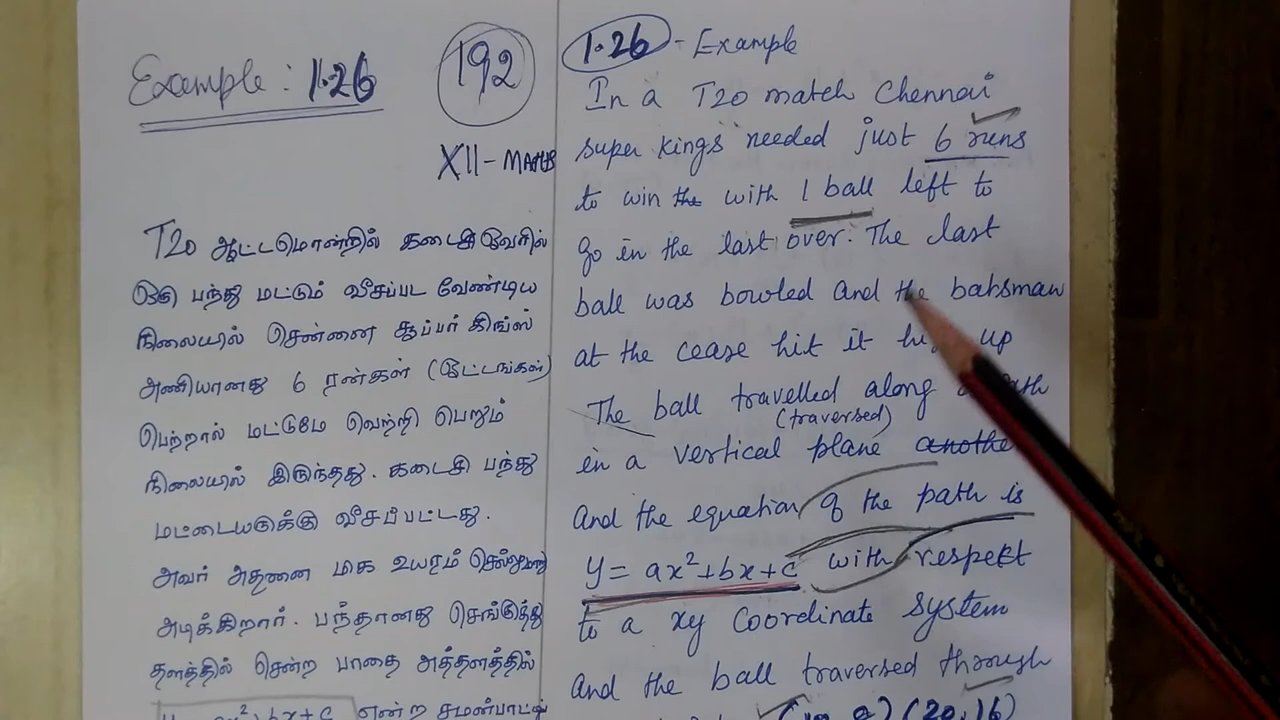 Example : 1.26
192
XII - MATHS
T20 ஆட்டமொன்றில் கடைசி ஓவரில்
ஒரு பந்து மட்டும் வீசப்பட வேண்டிய
நிலையில் சென்னை சூப்பர் கிங்ஸ்
அணியானது 6 ரன்கள் (ஓட்டங்கள்)
பெற்றால் மட்டுமே வெற்றி பெறும்
நிலையில் இருந்தது. கடைசி பந்து
மட்டையருக்கு வீசப்பட்டது.
அவர் அதனை மிக உயரம் செல்லுமாறு
அடிக்கிறார். பந்தானது செங்குத்து
தளத்தில் சென்ற பாதை அத்தளத்தில்
y = ax²+bx+c என்ற சமன்பாட்டில்
1.26 - Example
In a T20 match Chennai
super kings needed just 6 runs
to win the with 1 ball left to
go in the last over. The last
ball was bowled and the batsman
at the cease hit it high up
The ball travelled along a path
(traversed)
in a vertical plane anothe
And the equation of the path is
y = ax²+bx+c with respekt
to a xy coordinate system
and the ball traversed through
(10,8) (20,16)